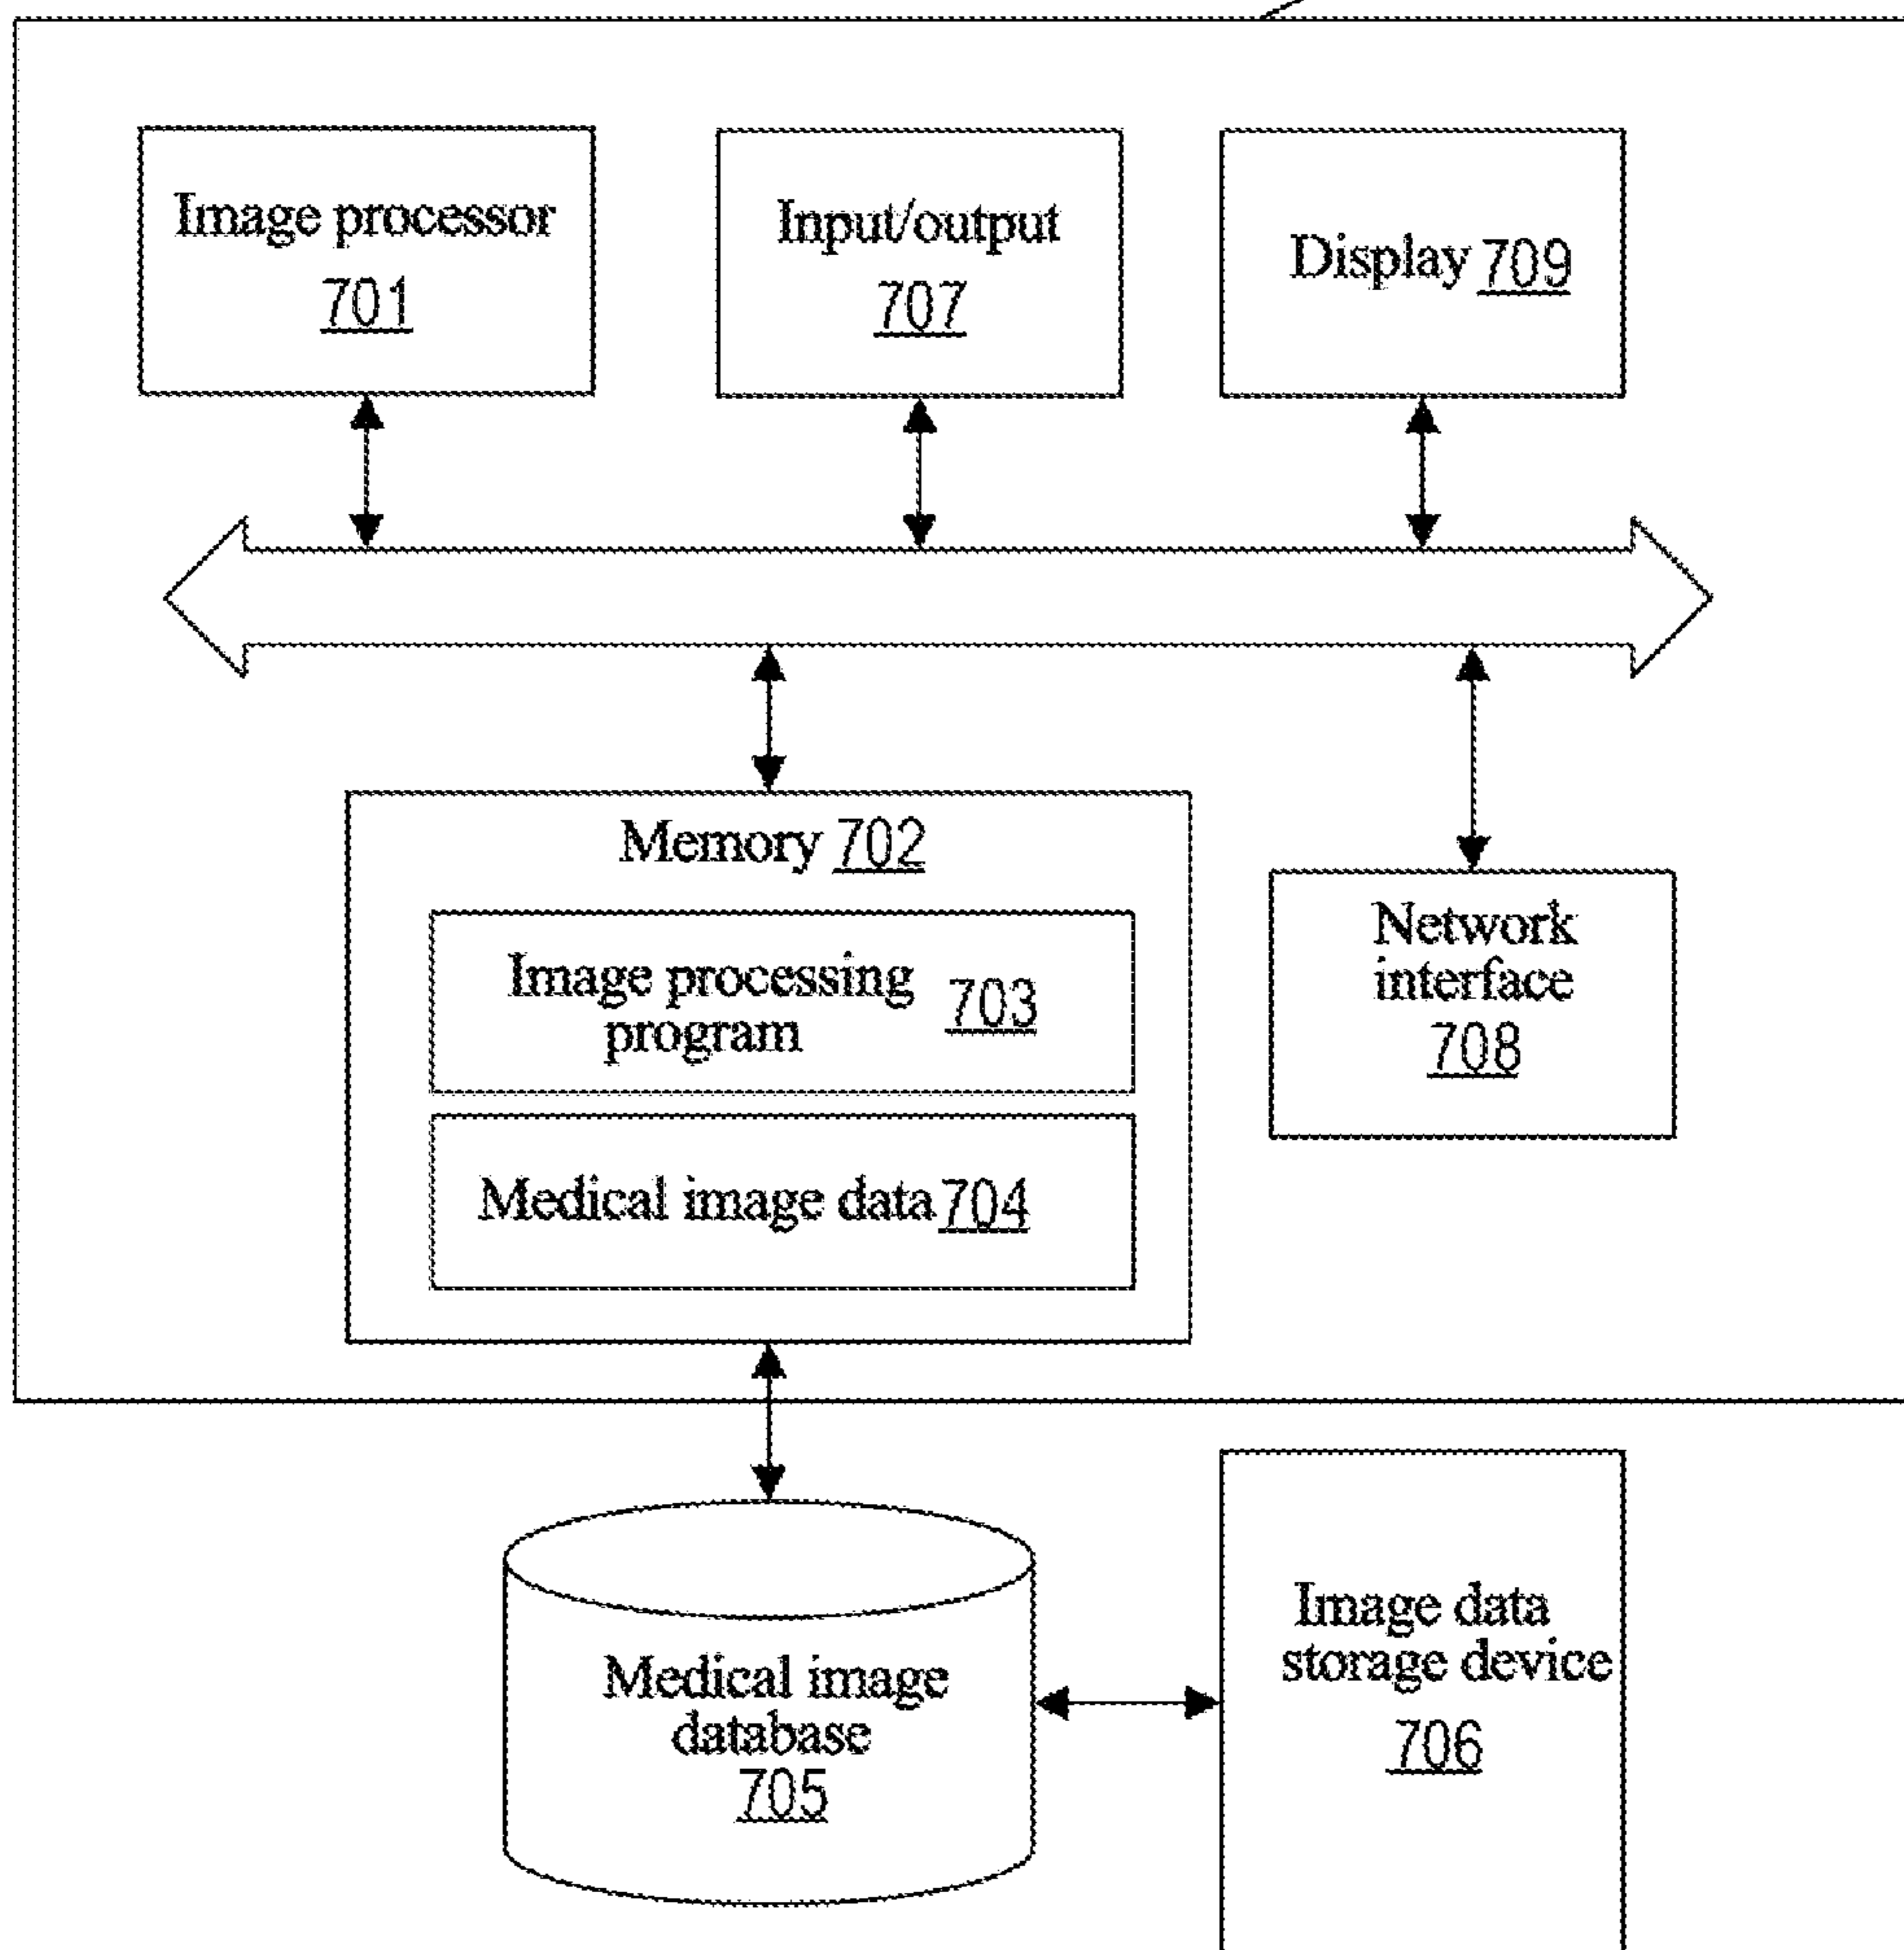 Image processor
701
Input/output
707
Display 709
Memory 702
Image processing 703
program
Medical image data 704
Network
interface
708
Medical image
database
705
Image data
storage device
706